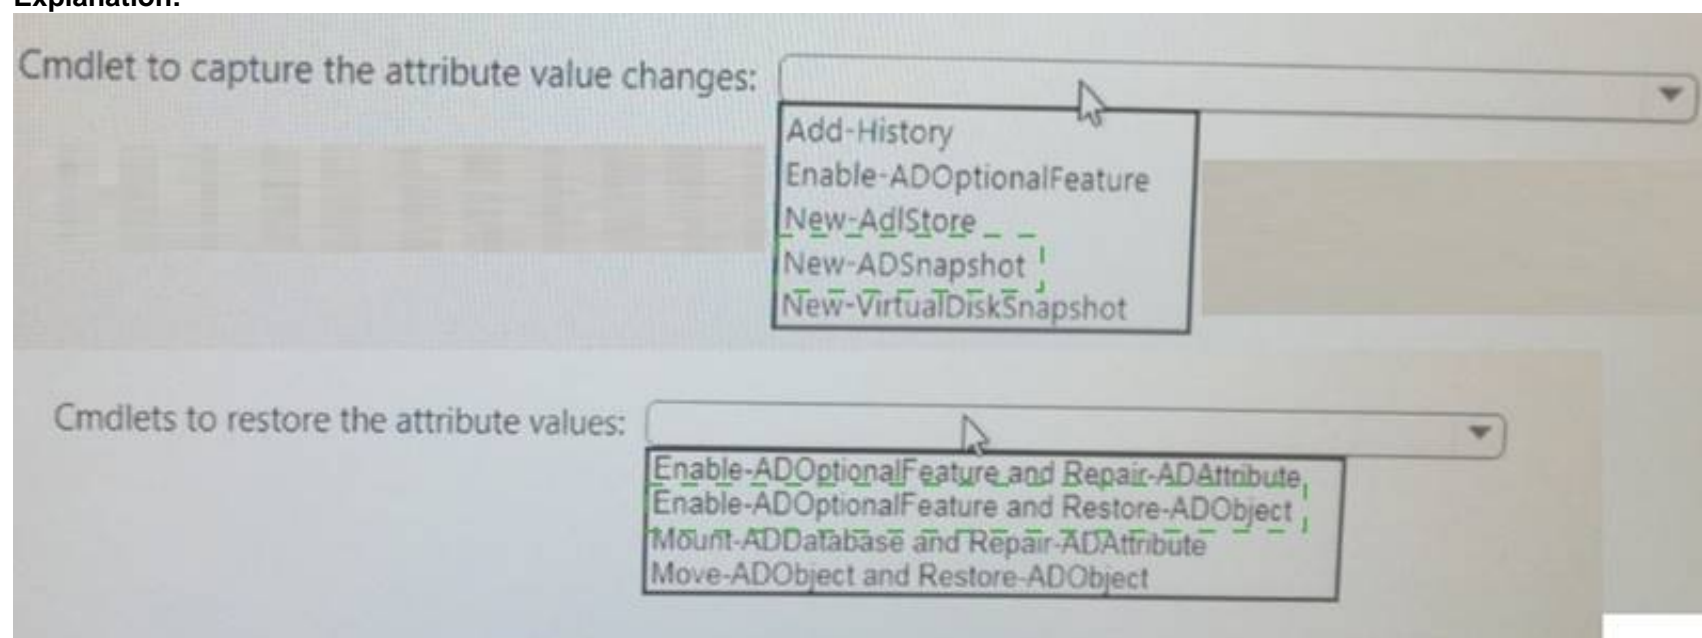 Explanation:
Cmdlet to capture the attribute value changes:
Add-History
Enable-ADOptionalFeature
New-AdlStore
New-ADSnapshot
New-VirtualDiskSnapshot
Cmdlets to restore the attribute values:
Enable-ADOptionalFeature and Repair-ADAttribute
Enable-ADOptionalFeature and Restore-ADObject
Mount-ADDatabase and Repair-ADAttribute
Move-ADObject and Restore-ADObject